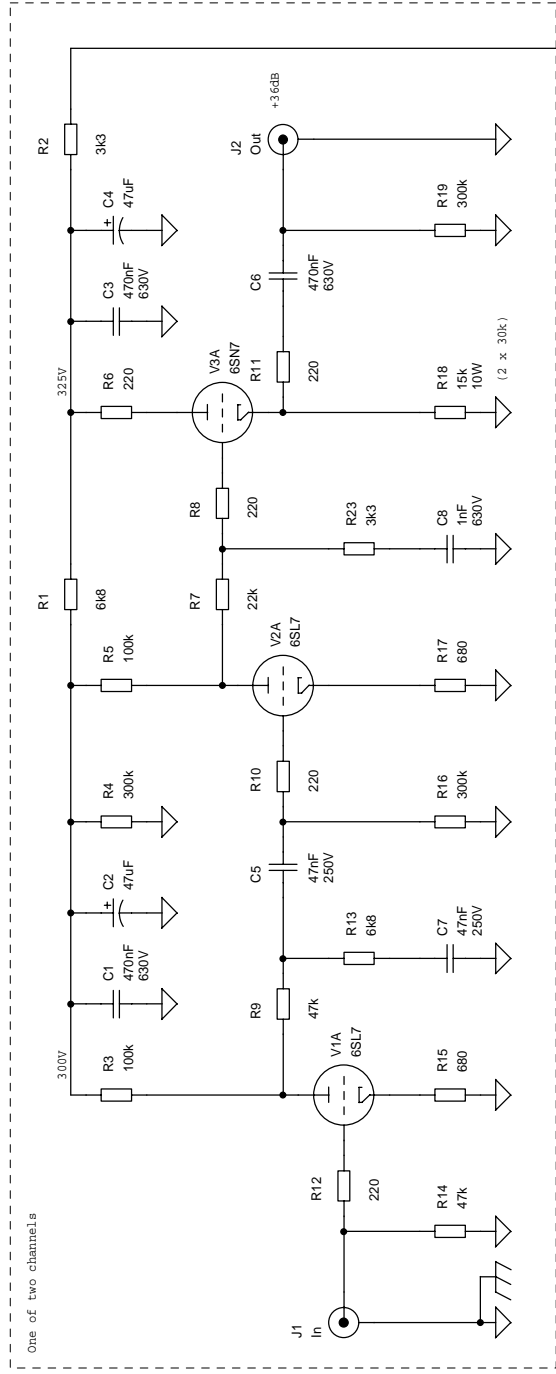 One of two channels
300V
R3
100k
C1
470nF
630V
C2
47uF
+
R4
300k
R5
100k
R1
6k8
325V
R6
220
C3
470nF
630V
C4
47uF
+
R2
3k3
J1
In
R12
220
R14
47k
V1A
6SL7
R15
680
R9
47k
R13
6k8
C7
47nF
250V
C5
47nF
250V
R10
220
R16
300k
V2A
6SL7
R17
680
R7
22k
R8
220
R23
3k3
C8
1nF
630V
V3A
6SN7
R11
220
R18
15k
10W
(2 x 30k)
C6
470nF
630V
R19
300k
J2
Out
+36dB